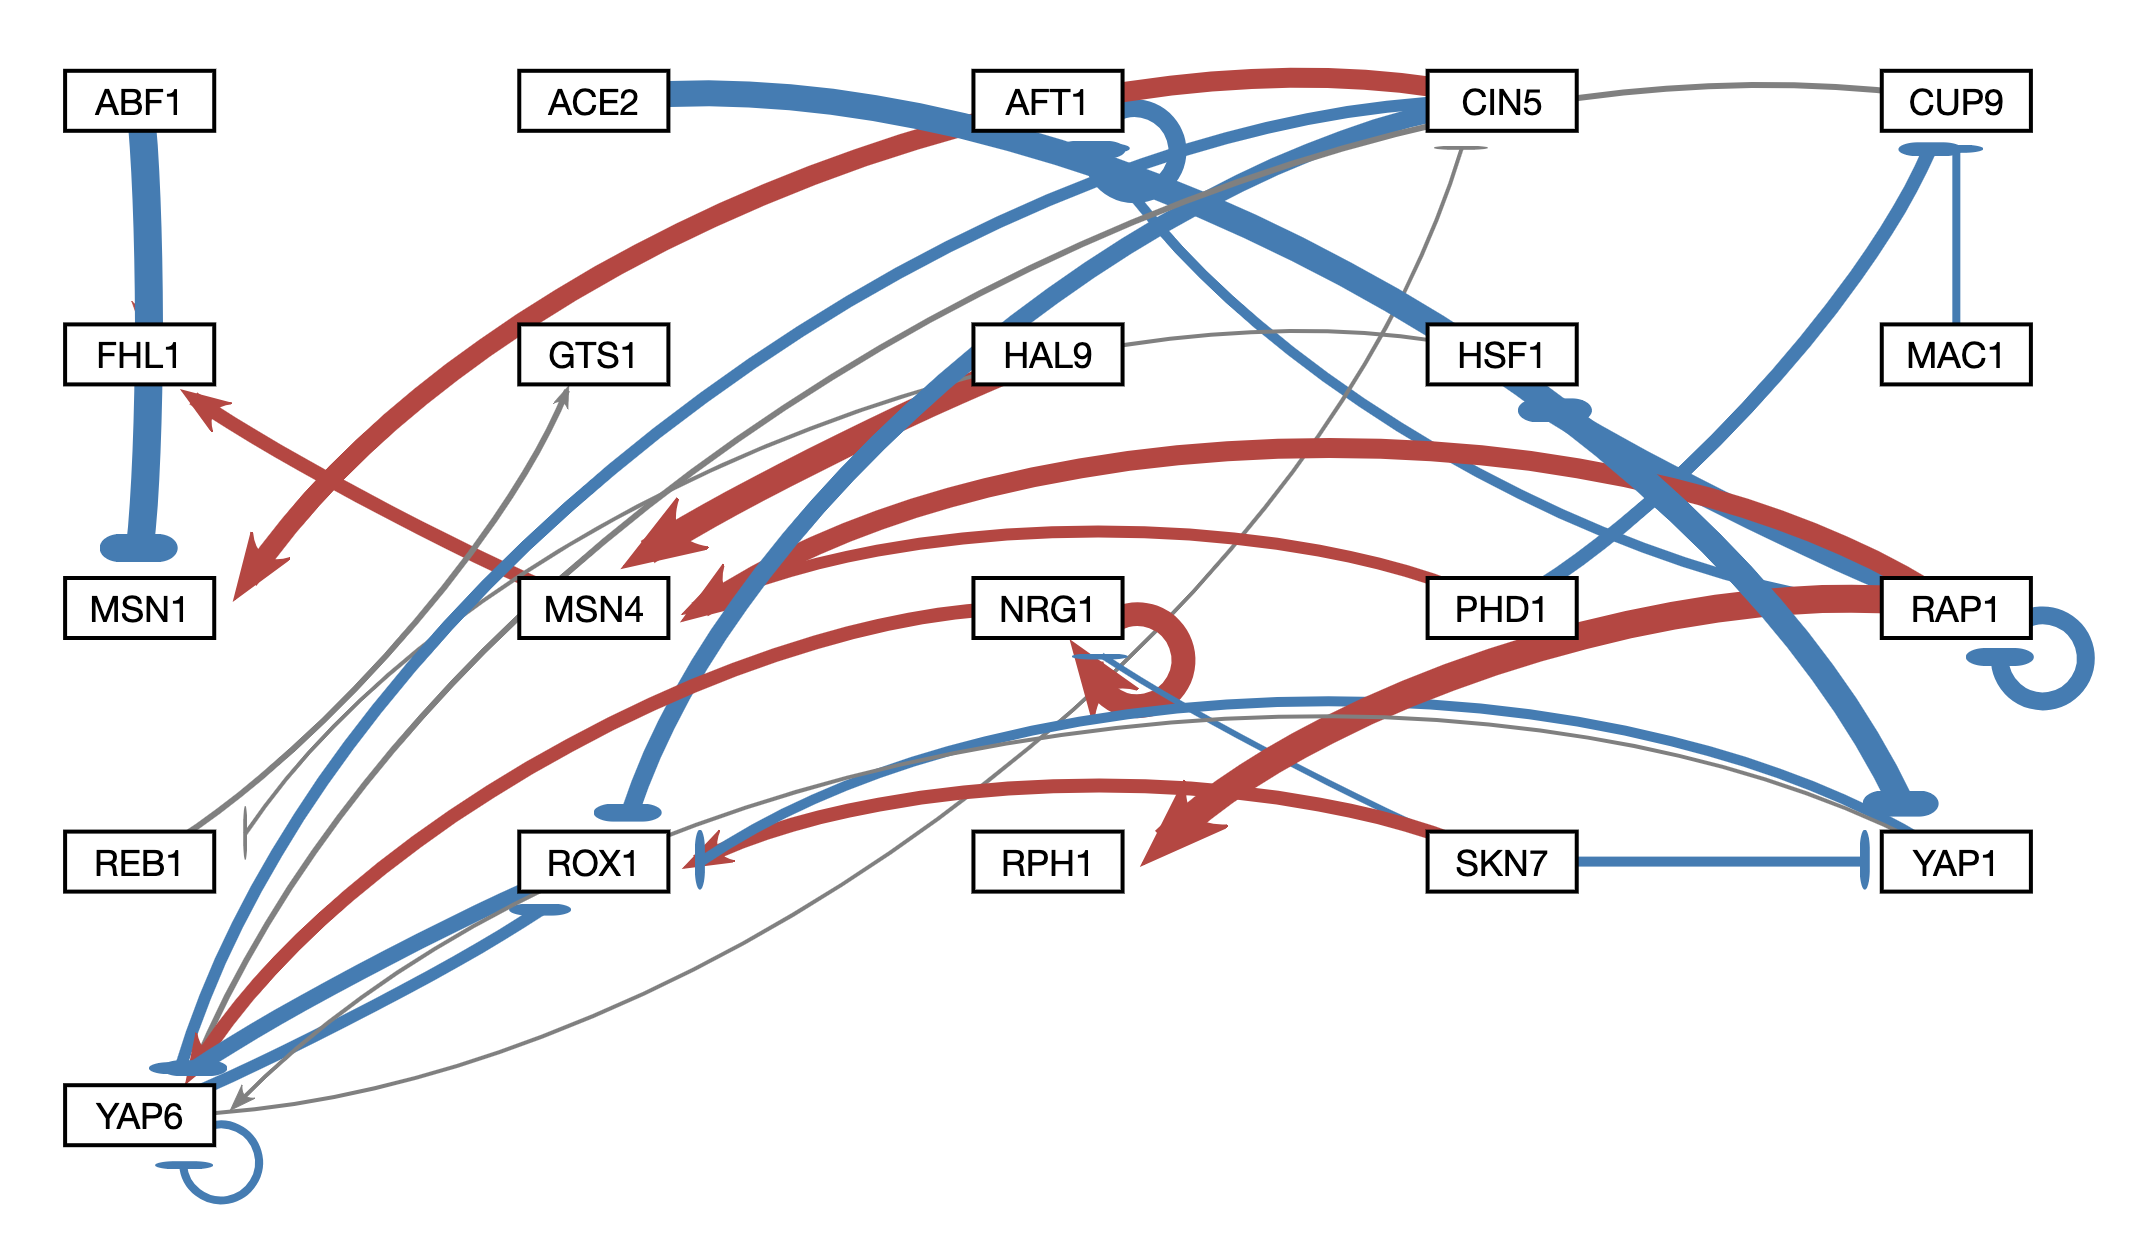 ABF1
ACE2
AFT1
CIN5
CUP9
FHL1
GTS1
HAL9
HSF1
MAC1
MSN1
MSN4
NRG1
PHD1
RAP1
REB1
ROX1
RPH1
SKN7
YAP1
YAP6